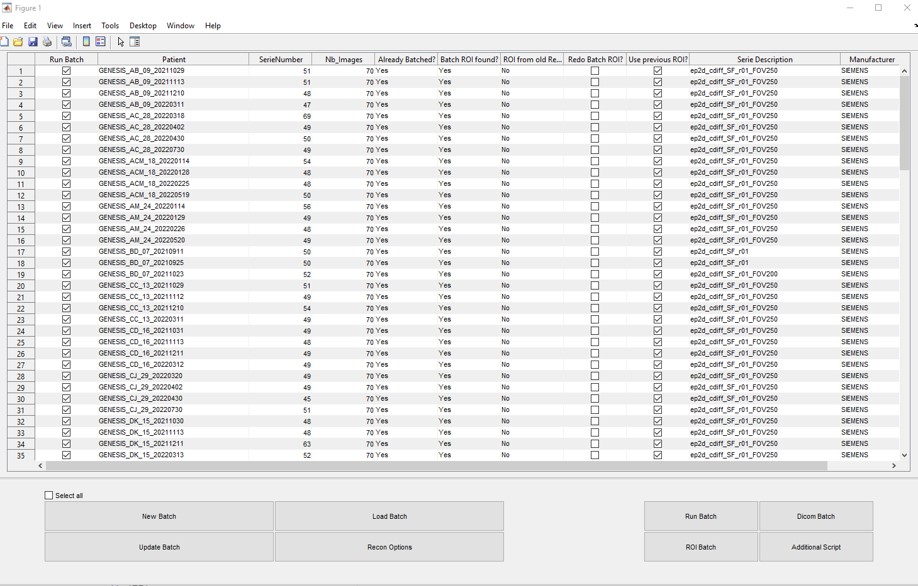 Figure 1
File Edit View Insert Tools Desktop Window Help
Run Batch Patient SerieNumber Nb_Images Already Batched? Batch ROI found? ROI from old Re... Redo Batch ROI? Use previous ROI? Serie Description Manufacturer
1 GENESIS_AB_09_20211029 51 70 Yes Yes No ep2d_cdiff_SF_r01_FOV250 SIEMENS
2 GENESIS_AB_09_20211113 51 70 Yes Yes No ep2d_cdiff_SF_r01_FOV250 SIEMENS
3 GENESIS_AB_09_20211210 48 70 Yes Yes No ep2d_cdiff_SF_r01_FOV250 SIEMENS
4 GENESIS_AB_09_20220311 47 70 Yes Yes No ep2d_cdiff_SF_r01_FOV250 SIEMENS
5 GENESIS_AC_28_20220318 69 70 Yes Yes No ep2d_cdiff_SF_r01_FOV250 SIEMENS
6 GENESIS_AC_28_20220402 49 70 Yes Yes No ep2d_cdiff_SF_r01_FOV250 SIEMENS
7 GENESIS_AC_28_20220430 50 70 Yes Yes No ep2d_cdiff_SF_r01_FOV250 SIEMENS
8 GENESIS_AC_28_20220730 49 70 Yes Yes No ep2d_cdiff_SF_r01_FOV250 SIEMENS
9 GENESIS_ACM_18_20220114 54 70 Yes Yes No ep2d_cdiff_SF_r01_FOV250 SIEMENS
10 GENESIS_ACM_18_20220128 48 70 Yes Yes No ep2d_cdiff_SF_r01_FOV250 SIEMENS
11 GENESIS_ACM_18_20220225 48 70 Yes Yes No ep2d_cdiff_SF_r01_FOV250 SIEMENS
12 GENESIS_ACM_18_20220519 50 70 Yes Yes No ep2d_cdiff_SF_r01_FOV250 SIEMENS
13 GENESIS_AM_24_20220114 56 70 Yes Yes No ep2d_cdiff_SF_r01_FOV250 SIEMENS
14 GENESIS_AM_24_20220129 49 70 Yes Yes No ep2d_cdiff_SF_r01_FOV250 SIEMENS
15 GENESIS_AM_24_20220226 48 70 Yes Yes No ep2d_cdiff_SF_r01_FOV250 SIEMENS
16 GENESIS_AM_24_20220520 49 70 Yes Yes No ep2d_cdiff_SF_r01_FOV250 SIEMENS
17 GENESIS_BD_07_20210911 50 70 Yes Yes No ep2d_cdiff_SF_r01 SIEMENS
18 GENESIS_BD_07_20210925 50 70 Yes Yes No ep2d_cdiff_SF_r01 SIEMENS
19 GENESIS_BD_07_20211023 52 70 Yes Yes No ep2d_cdiff_SF_r01_FOV200 SIEMENS
20 GENESIS_CC_13_20211029 51 70 Yes Yes No ep2d_cdiff_SF_r01_FOV250 SIEMENS
21 GENESIS_CC_13_20211112 49 70 Yes Yes No ep2d_cdiff_SF_r01_FOV250 SIEMENS
22 GENESIS_CC_13_20211210 54 70 Yes Yes No ep2d_cdiff_SF_r01_FOV250 SIEMENS
23 GENESIS_CC_13_20220311 49 70 Yes Yes No ep2d_cdiff_SF_r01_FOV250 SIEMENS
24 GENESIS_CD_16_20211031 49 70 Yes Yes No ep2d_cdiff_SF_r01_FOV250 SIEMENS
25 GENESIS_CD_16_20211113 48 70 Yes Yes No ep2d_cdiff_SF_r01_FOV250 SIEMENS
26 GENESIS_CD_16_20211211 49 70 Yes Yes No ep2d_cdiff_SF_r01_FOV250 SIEMENS
27 GENESIS_CD_16_20220312 49 70 Yes Yes No ep2d_cdiff_SF_r01_FOV250 SIEMENS
28 GENESIS_CJ_29_20220320 49 70 Yes Yes No ep2d_cdiff_SF_r01_FOV250 SIEMENS
29 GENESIS_CJ_29_20220402 49 70 Yes Yes No ep2d_cdiff_SF_r01_FOV250 SIEMENS
30 GENESIS_CJ_29_20220430 45 70 Yes Yes No ep2d_cdiff_SF_r01_FOV250 SIEMENS
31 GENESIS_CJ_29_20220730 51 70 Yes Yes No ep2d_cdiff_SF_r01_FOV250 SIEMENS
32 GENESIS_DK_15_20211030 48 70 Yes Yes No ep2d_cdiff_SF_r01_FOV250 SIEMENS
33 GENESIS_DK_15_20211113 48 70 Yes Yes No ep2d_cdiff_SF_r01_FOV250 SIEMENS
34 GENESIS_DK_15_20211211 63 70 Yes Yes No ep2d_cdiff_SF_r01_FOV250 SIEMENS
35 GENESIS_DK_15_20220313 52 70 Yes Yes No ep2d_cdiff_SF_r01_FOV250 SIEMENS
Select all
New Batch Load Batch Run Batch Dicom Batch
Update Batch Recon Options ROI Batch Additional Script